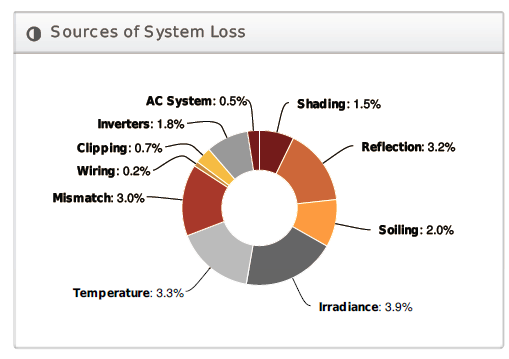 Sources of System Loss
AC System: 0.5%
Shading: 1.5%
Inverters: 1.8%
Reflection: 3.2%
Clipping: 0.7%
Wiring: 0.2%
Mismatch: 3.0%
Soiling: 2.0%
Temperature: 3.3%
Irradiance: 3.9%